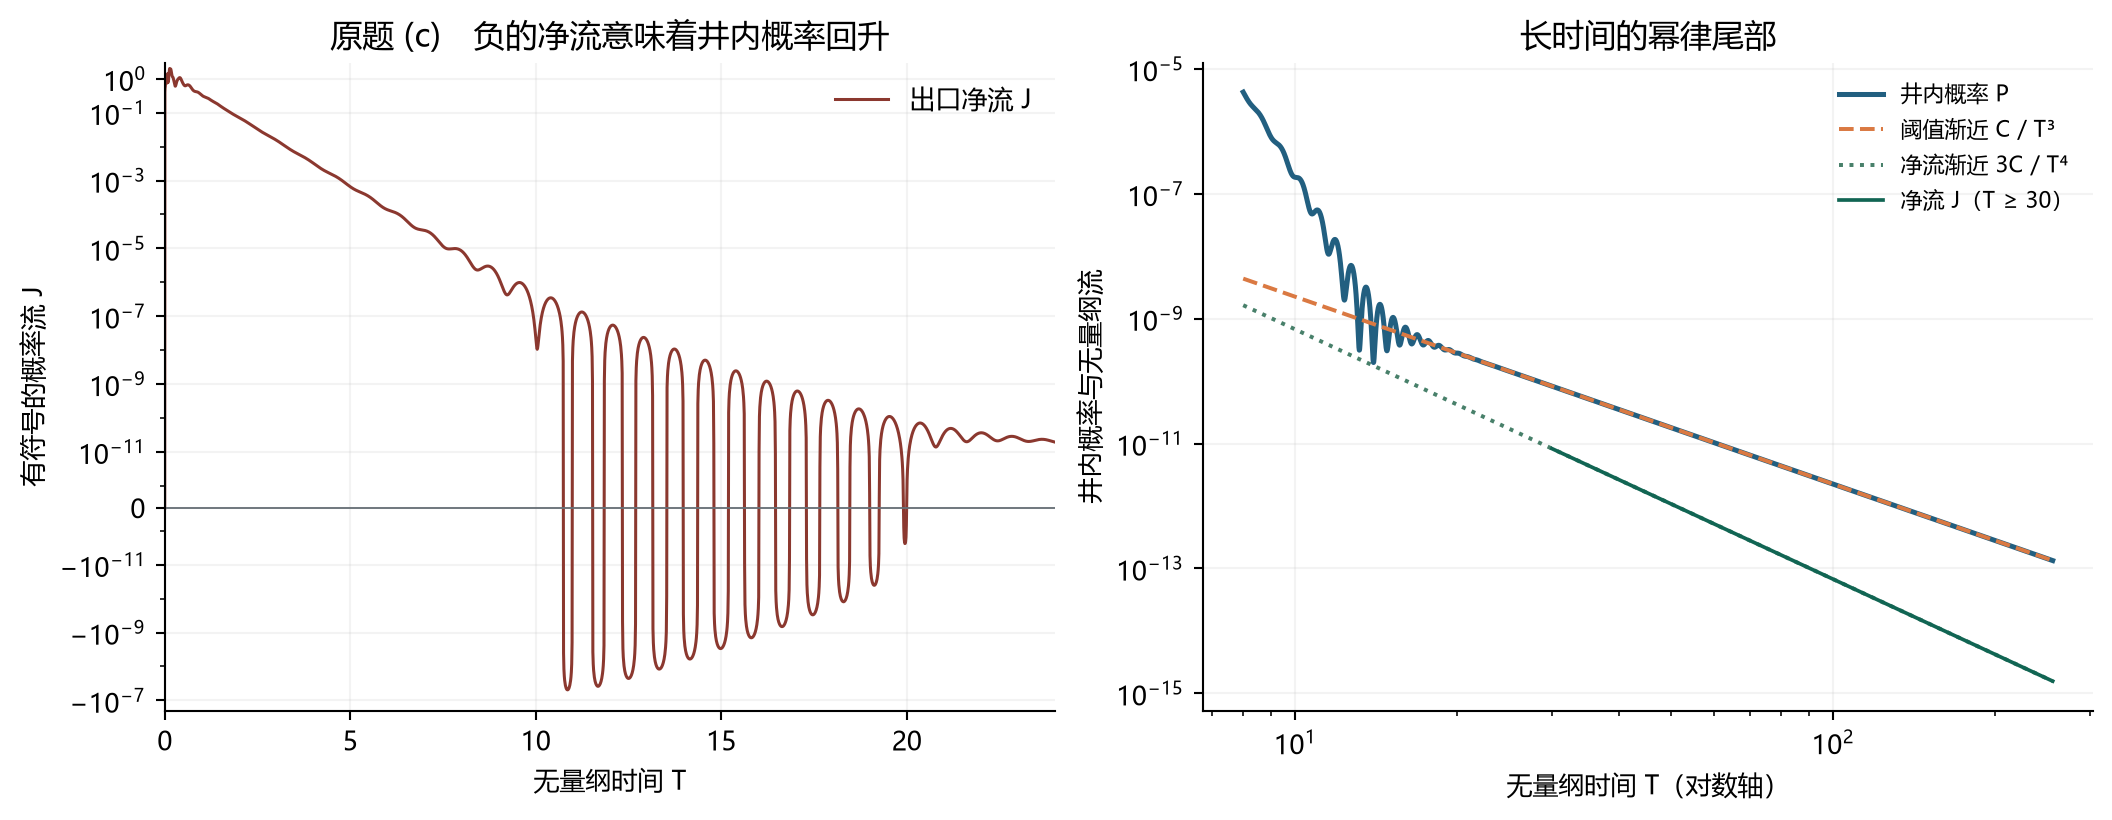 原题 (c) 负的净流意味着井内概率回升
出口净流 J
有符号的概率流 J
10⁰
10⁻¹
10⁻³
10⁻⁵
10⁻⁷
10⁻⁹
10⁻¹¹
0
−10⁻¹¹
−10⁻⁹
−10⁻⁷
0 5 10 15 20
无量纲时间 T
长时间的幂律尾部
井内概率 P
阈值渐近 C / T³
净流渐近 3C / T⁴
净流 J（T ≥ 30）
井内概率与无量纲流
10⁻⁵
10⁻⁷
10⁻⁹
10⁻¹¹
10⁻¹³
10⁻¹⁵
10¹ 10²
无量纲时间 T（对数轴）